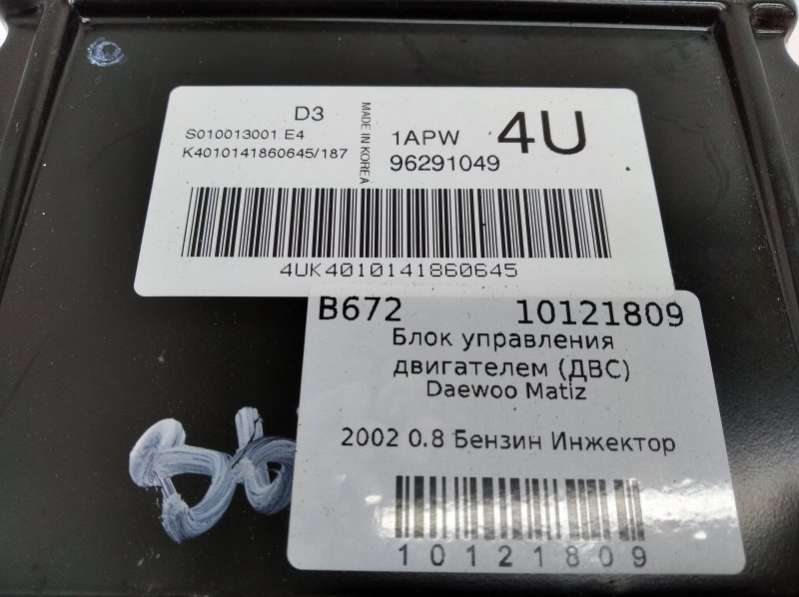 D3
S010013001 E4
K4010141860645/187
MADE IN KOREA
1APW 4U
96291049
4UK4010141860645
B672 10121809
Блок управления
двигателем (ДВС)
Daewoo Matiz
2002 0.8 Бензин Инжектор
10121809